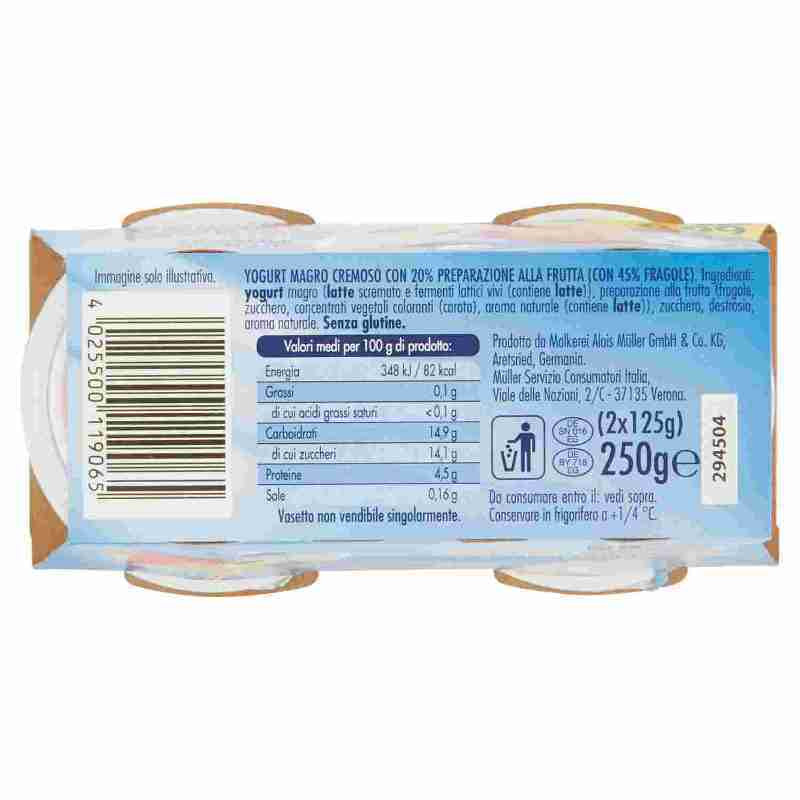 Immagine solo illustrativa.
4 025500 119065
YOGURT MAGRO CREMOSO CON 20% PREPARAZIONE ALLA FRUTTA (CON 45% FRAGOLE). Ingredienti:
yogurt magro (latte scremato e fermenti lattici vivi (contiene latte)), preparazione alla frutta (fragole,
zucchero, concentrati vegetali coloranti (carota), aroma naturale (contiene latte)), zucchero, destrosio,
aroma naturale. Senza glutine.
Valori medi per 100 g di prodotto:
Energia 348 kJ / 82 kcal
Grassi 0,1 g
di cui acidi grassi saturi <0,1 g
Carboidrati 14,9 g
di cui zuccheri 14,1 g
Proteine 4,5 g
Sale 0,16 g
Vasetto non vendibile singolarmente.
Prodotto da Molkerei Alois Müller GmbH & Co. KG,
Aretsried, Germania.
Müller Servizio Consumatori Italia,
Viale delle Nazioni, 2/C - 37135 Verona.
DE
SN 016
EG
DE
BY 718
EG
(2x125g)
250g e
Da consumare entro il: vedi sopra.
Conservare in frigorifero a +1/4 °C.
294504